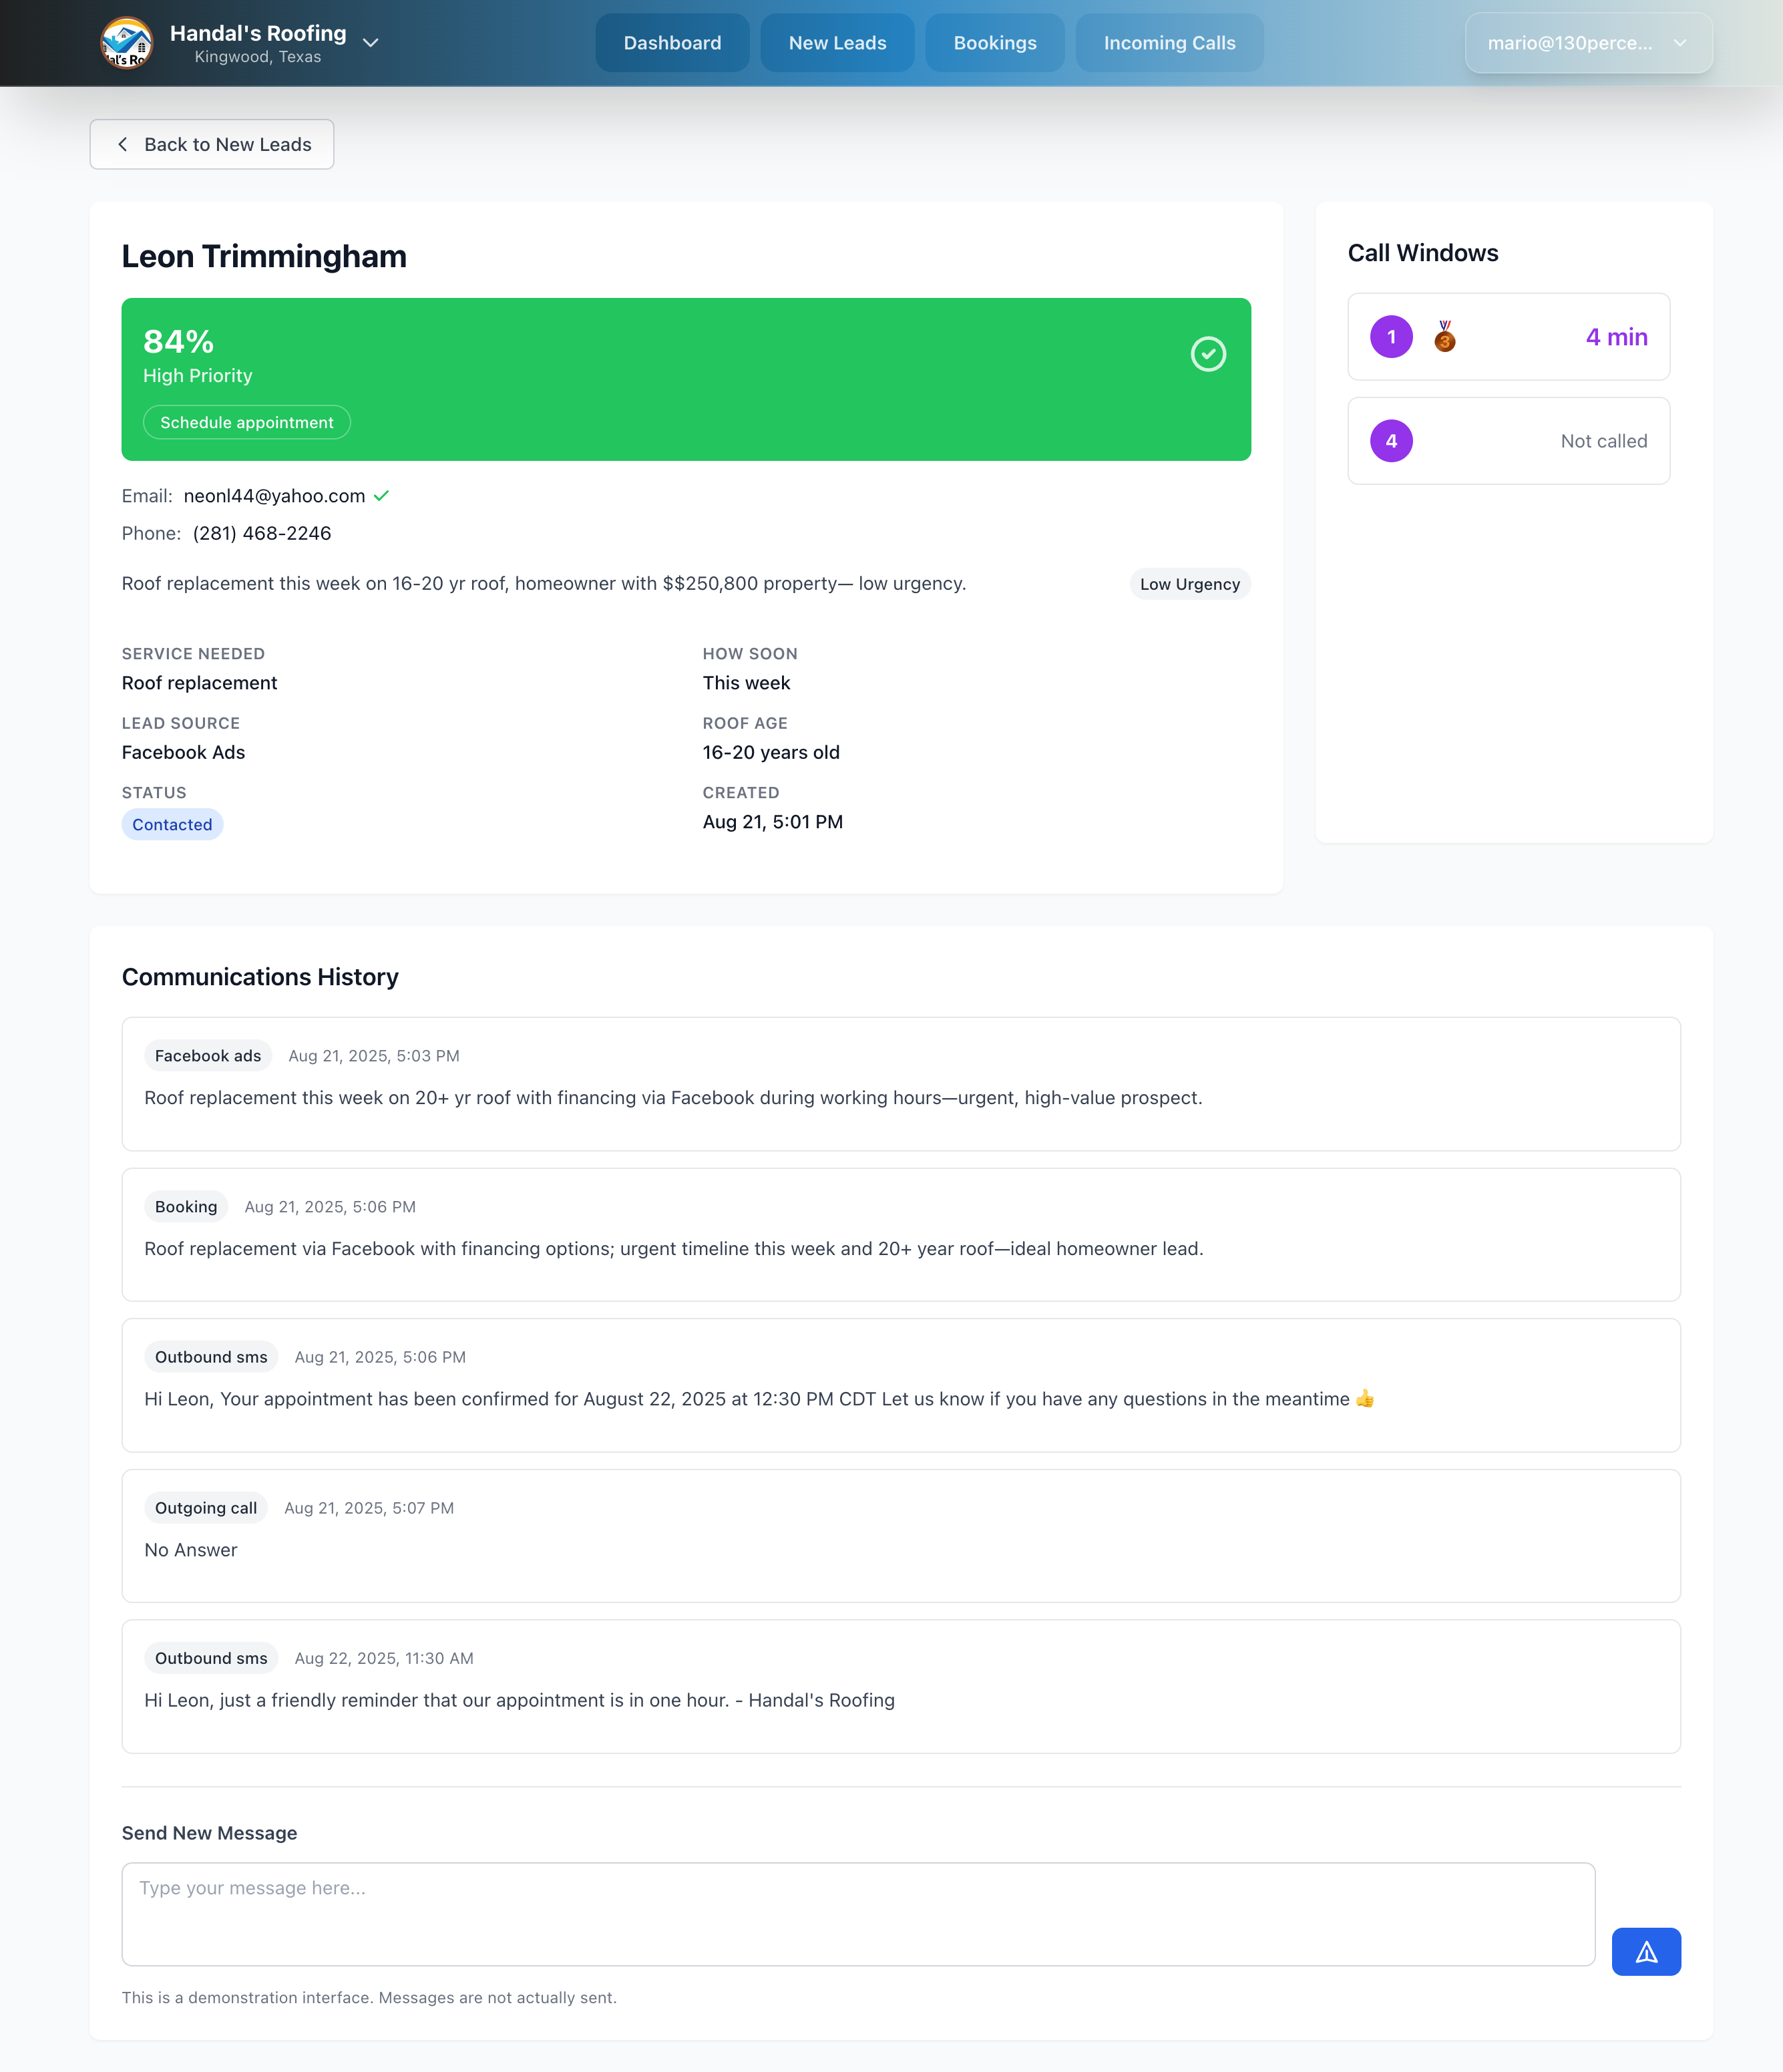 Handal's Roofing
Kingwood, Texas
Dashboard
New Leads
Bookings
Incoming Calls
mario@130perce...
Back to New Leads
Leon Trimmingham
84%
High Priority
Schedule appointment
Email: neonl44@yahoo.com
Phone: (281) 468-2246
Roof replacement this week on 16-20 yr roof, homeowner with $$250,800 property— low urgency.
Low Urgency
SERVICE NEEDED
Roof replacement
HOW SOON
This week
LEAD SOURCE
Facebook Ads
ROOF AGE
16-20 years old
STATUS
Contacted
CREATED
Aug 21, 5:01 PM
Call Windows
1 🥉 4 min
4 Not called
Communications History
Facebook ads Aug 21, 2025, 5:03 PM
Roof replacement this week on 20+ yr roof with financing via Facebook during working hours—urgent, high-value prospect.
Booking Aug 21, 2025, 5:06 PM
Roof replacement via Facebook with financing options; urgent timeline this week and 20+ year roof—ideal homeowner lead.
Outbound sms Aug 21, 2025, 5:06 PM
Hi Leon, Your appointment has been confirmed for August 22, 2025 at 12:30 PM CDT Let us know if you have any questions in the meantime 👍
Outgoing call Aug 21, 2025, 5:07 PM
No Answer
Outbound sms Aug 22, 2025, 11:30 AM
Hi Leon, just a friendly reminder that our appointment is in one hour. - Handal's Roofing
Send New Message
Type your message here...
This is a demonstration interface. Messages are not actually sent.